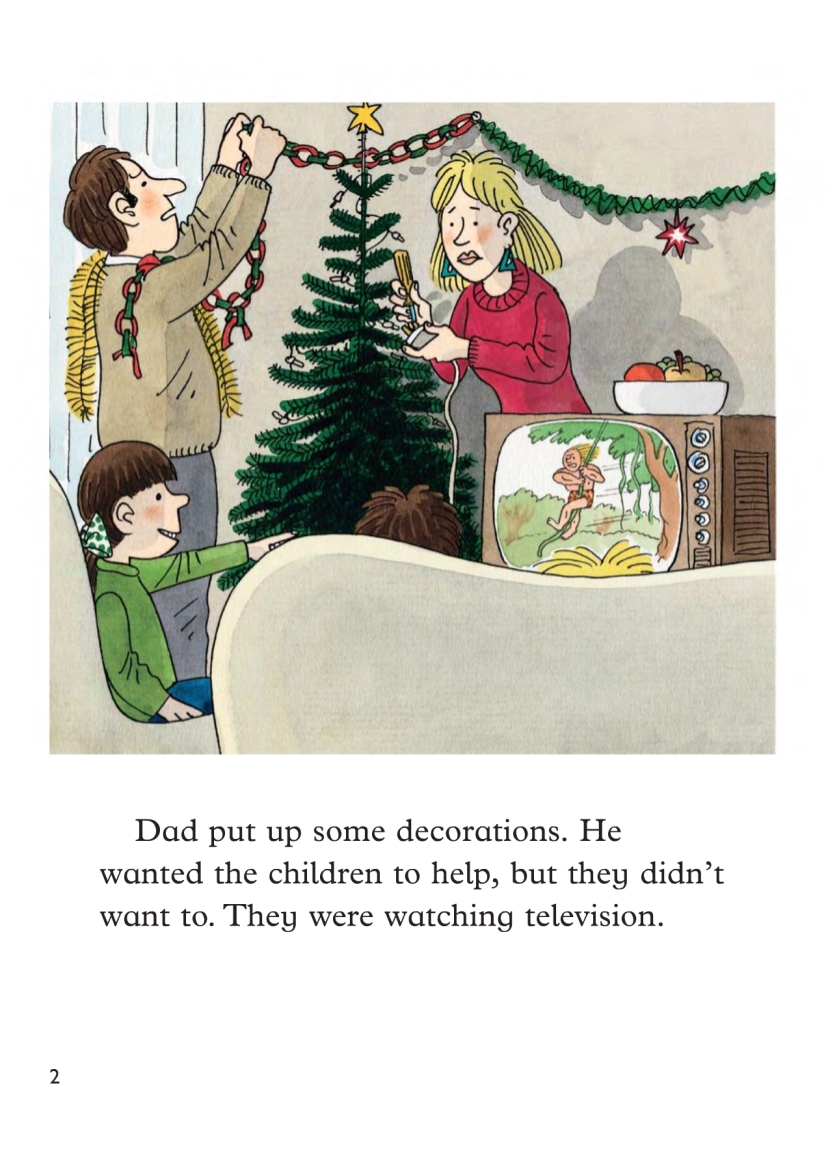 Dad put up some decorations. He
wanted the children to help, but they didn’t
want to. They were watching television.
2